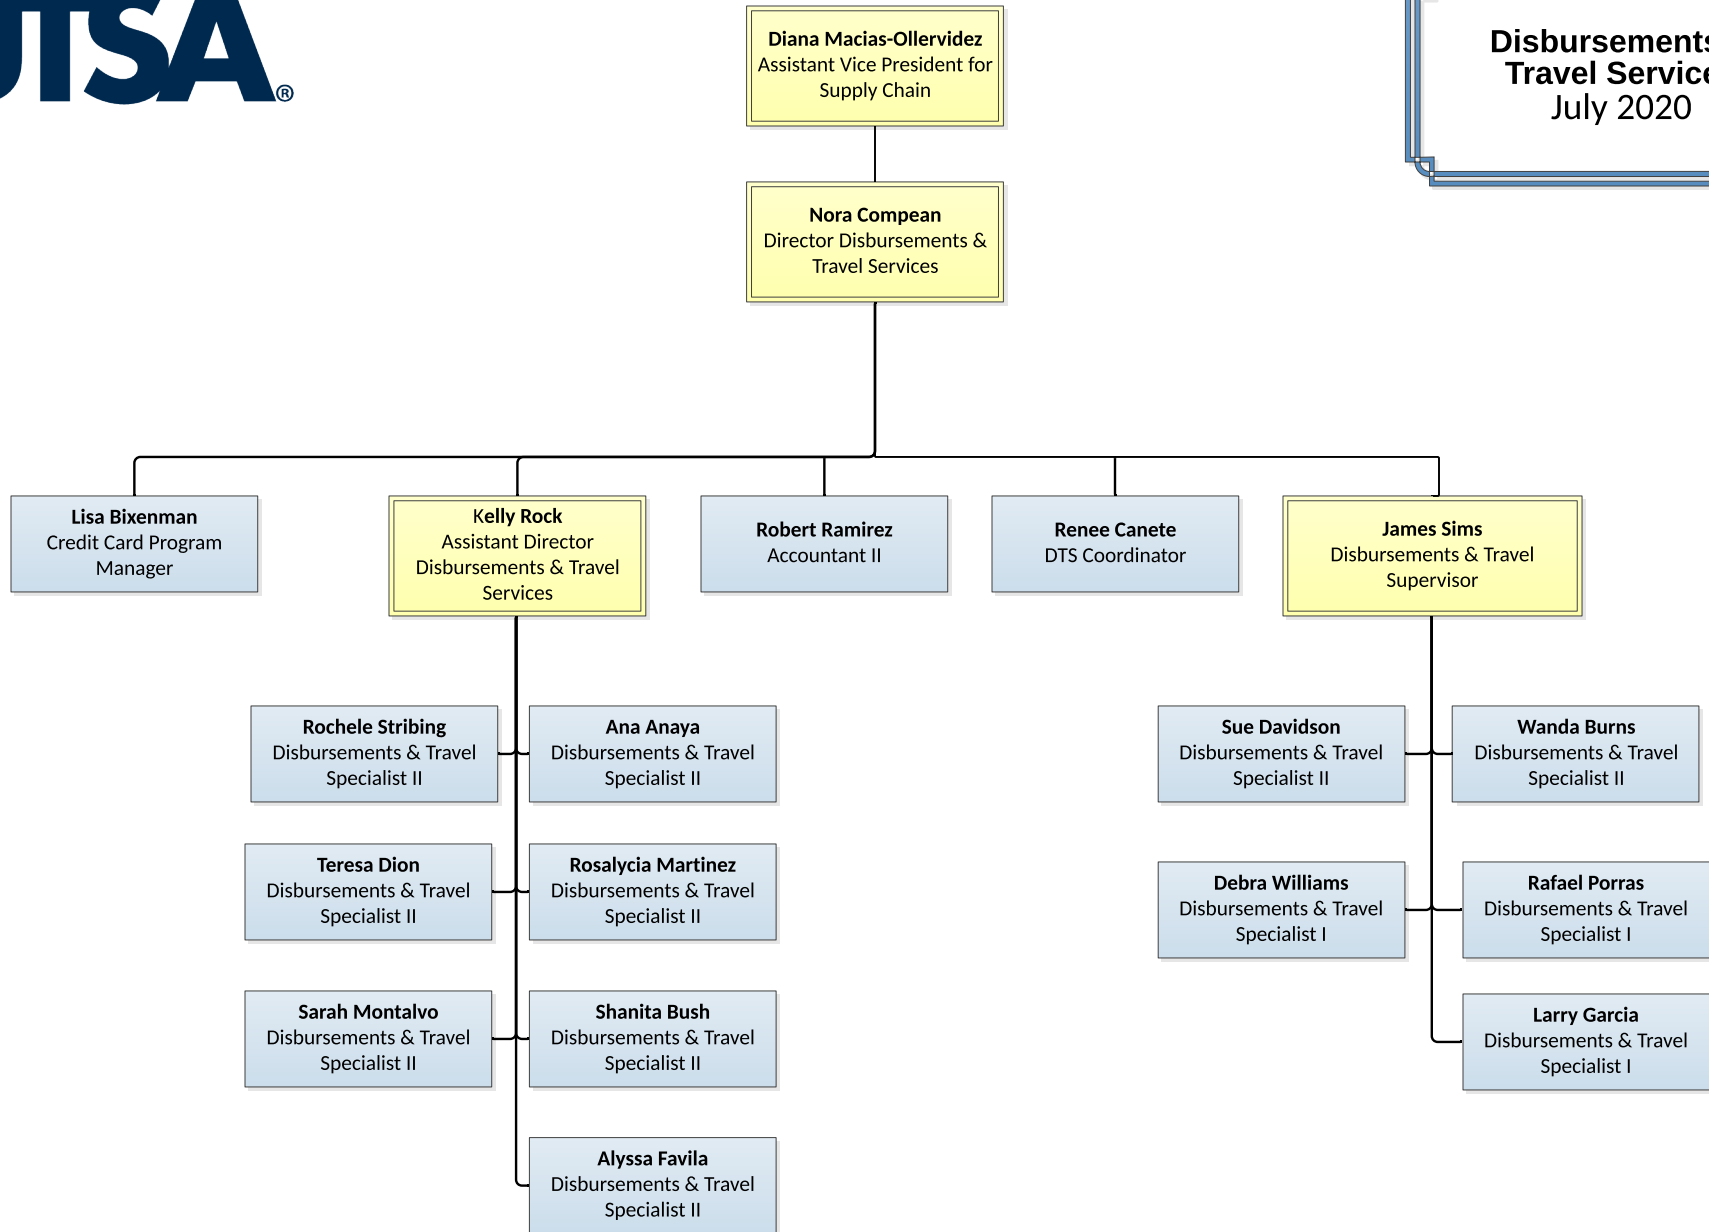 UTSA®
Diana Macias-Ollervidez
Assistant Vice President for
Supply Chain
Disbursements
Travel Service
July 2020
Nora Compean
Director Disbursements &
Travel Services
Lisa Bixenman
Credit Card Program
Manager
Kelly Rock
Assistant Director
Disbursements & Travel
Services
Robert Ramirez
Accountant II
Renee Canete
DTS Coordinator
James Sims
Disbursements & Travel
Supervisor
Rochele Stribing
Disbursements & Travel
Specialist II
Ana Anaya
Disbursements & Travel
Specialist II
Sue Davidson
Disbursements & Travel
Specialist II
Wanda Burns
Disbursements & Travel
Specialist II
Teresa Dion
Disbursements & Travel
Specialist II
Rosalycia Martinez
Disbursements & Travel
Specialist II
Debra Williams
Disbursements & Travel
Specialist I
Rafael Porras
Disbursements & Travel
Specialist I
Sarah Montalvo
Disbursements & Travel
Specialist II
Shanita Bush
Disbursements & Travel
Specialist II
Larry Garcia
Disbursements & Travel
Specialist I
Alyssa Favila
Disbursements & Travel
Specialist II